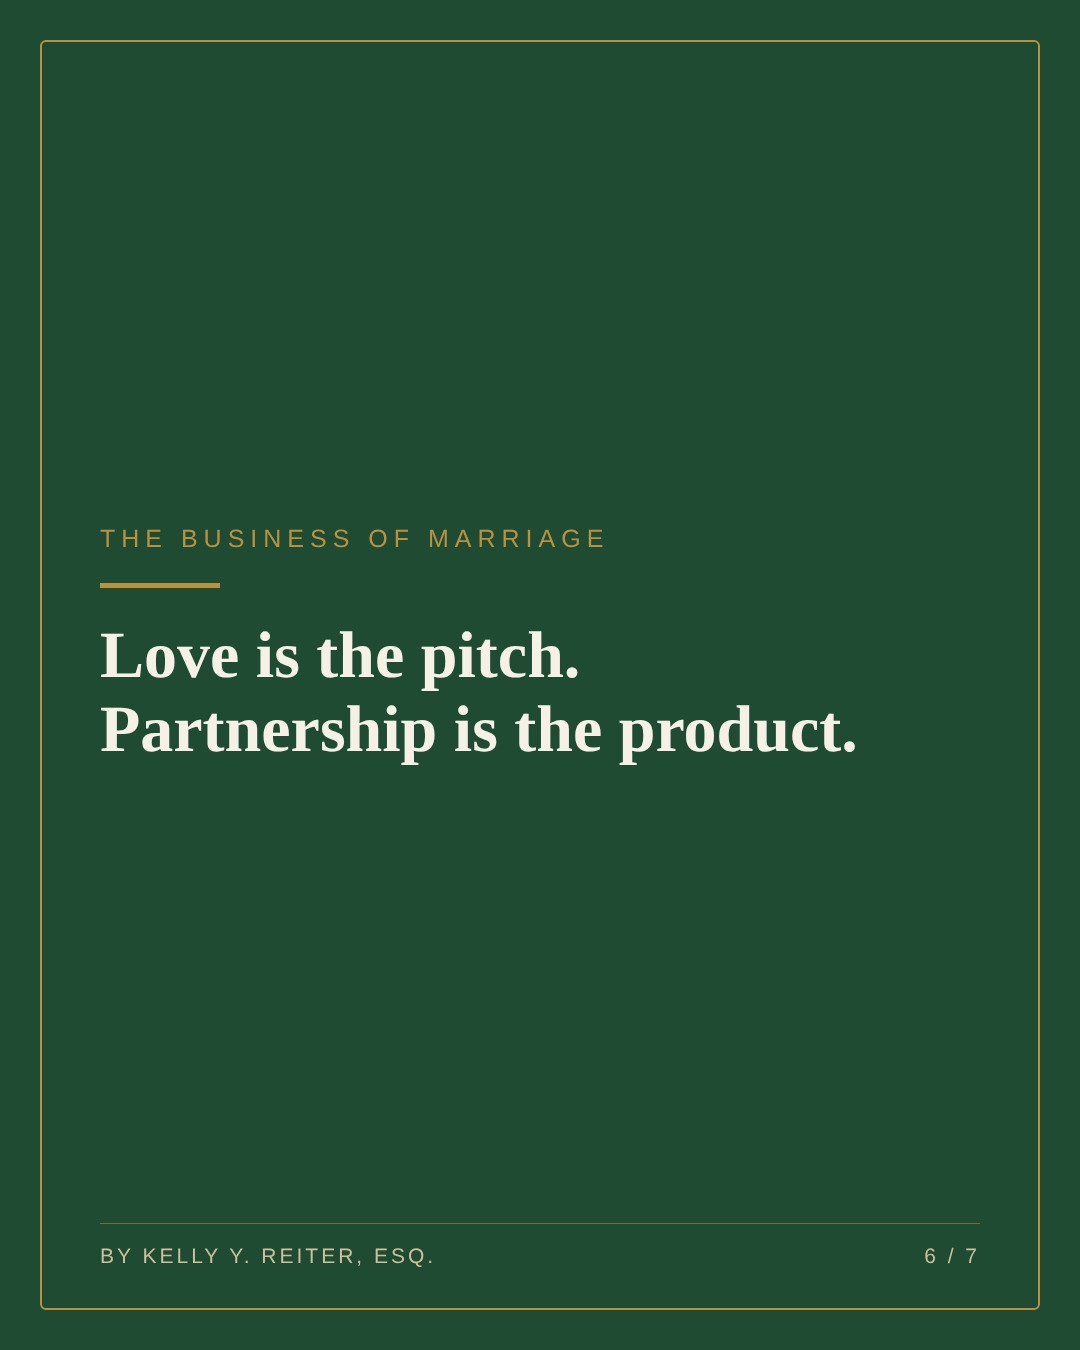 THE BUSINESS OF MARRIAGE
Love is the pitch.
Partnership is the product.
BY KELLY Y. REITER, ESQ.
6 / 7